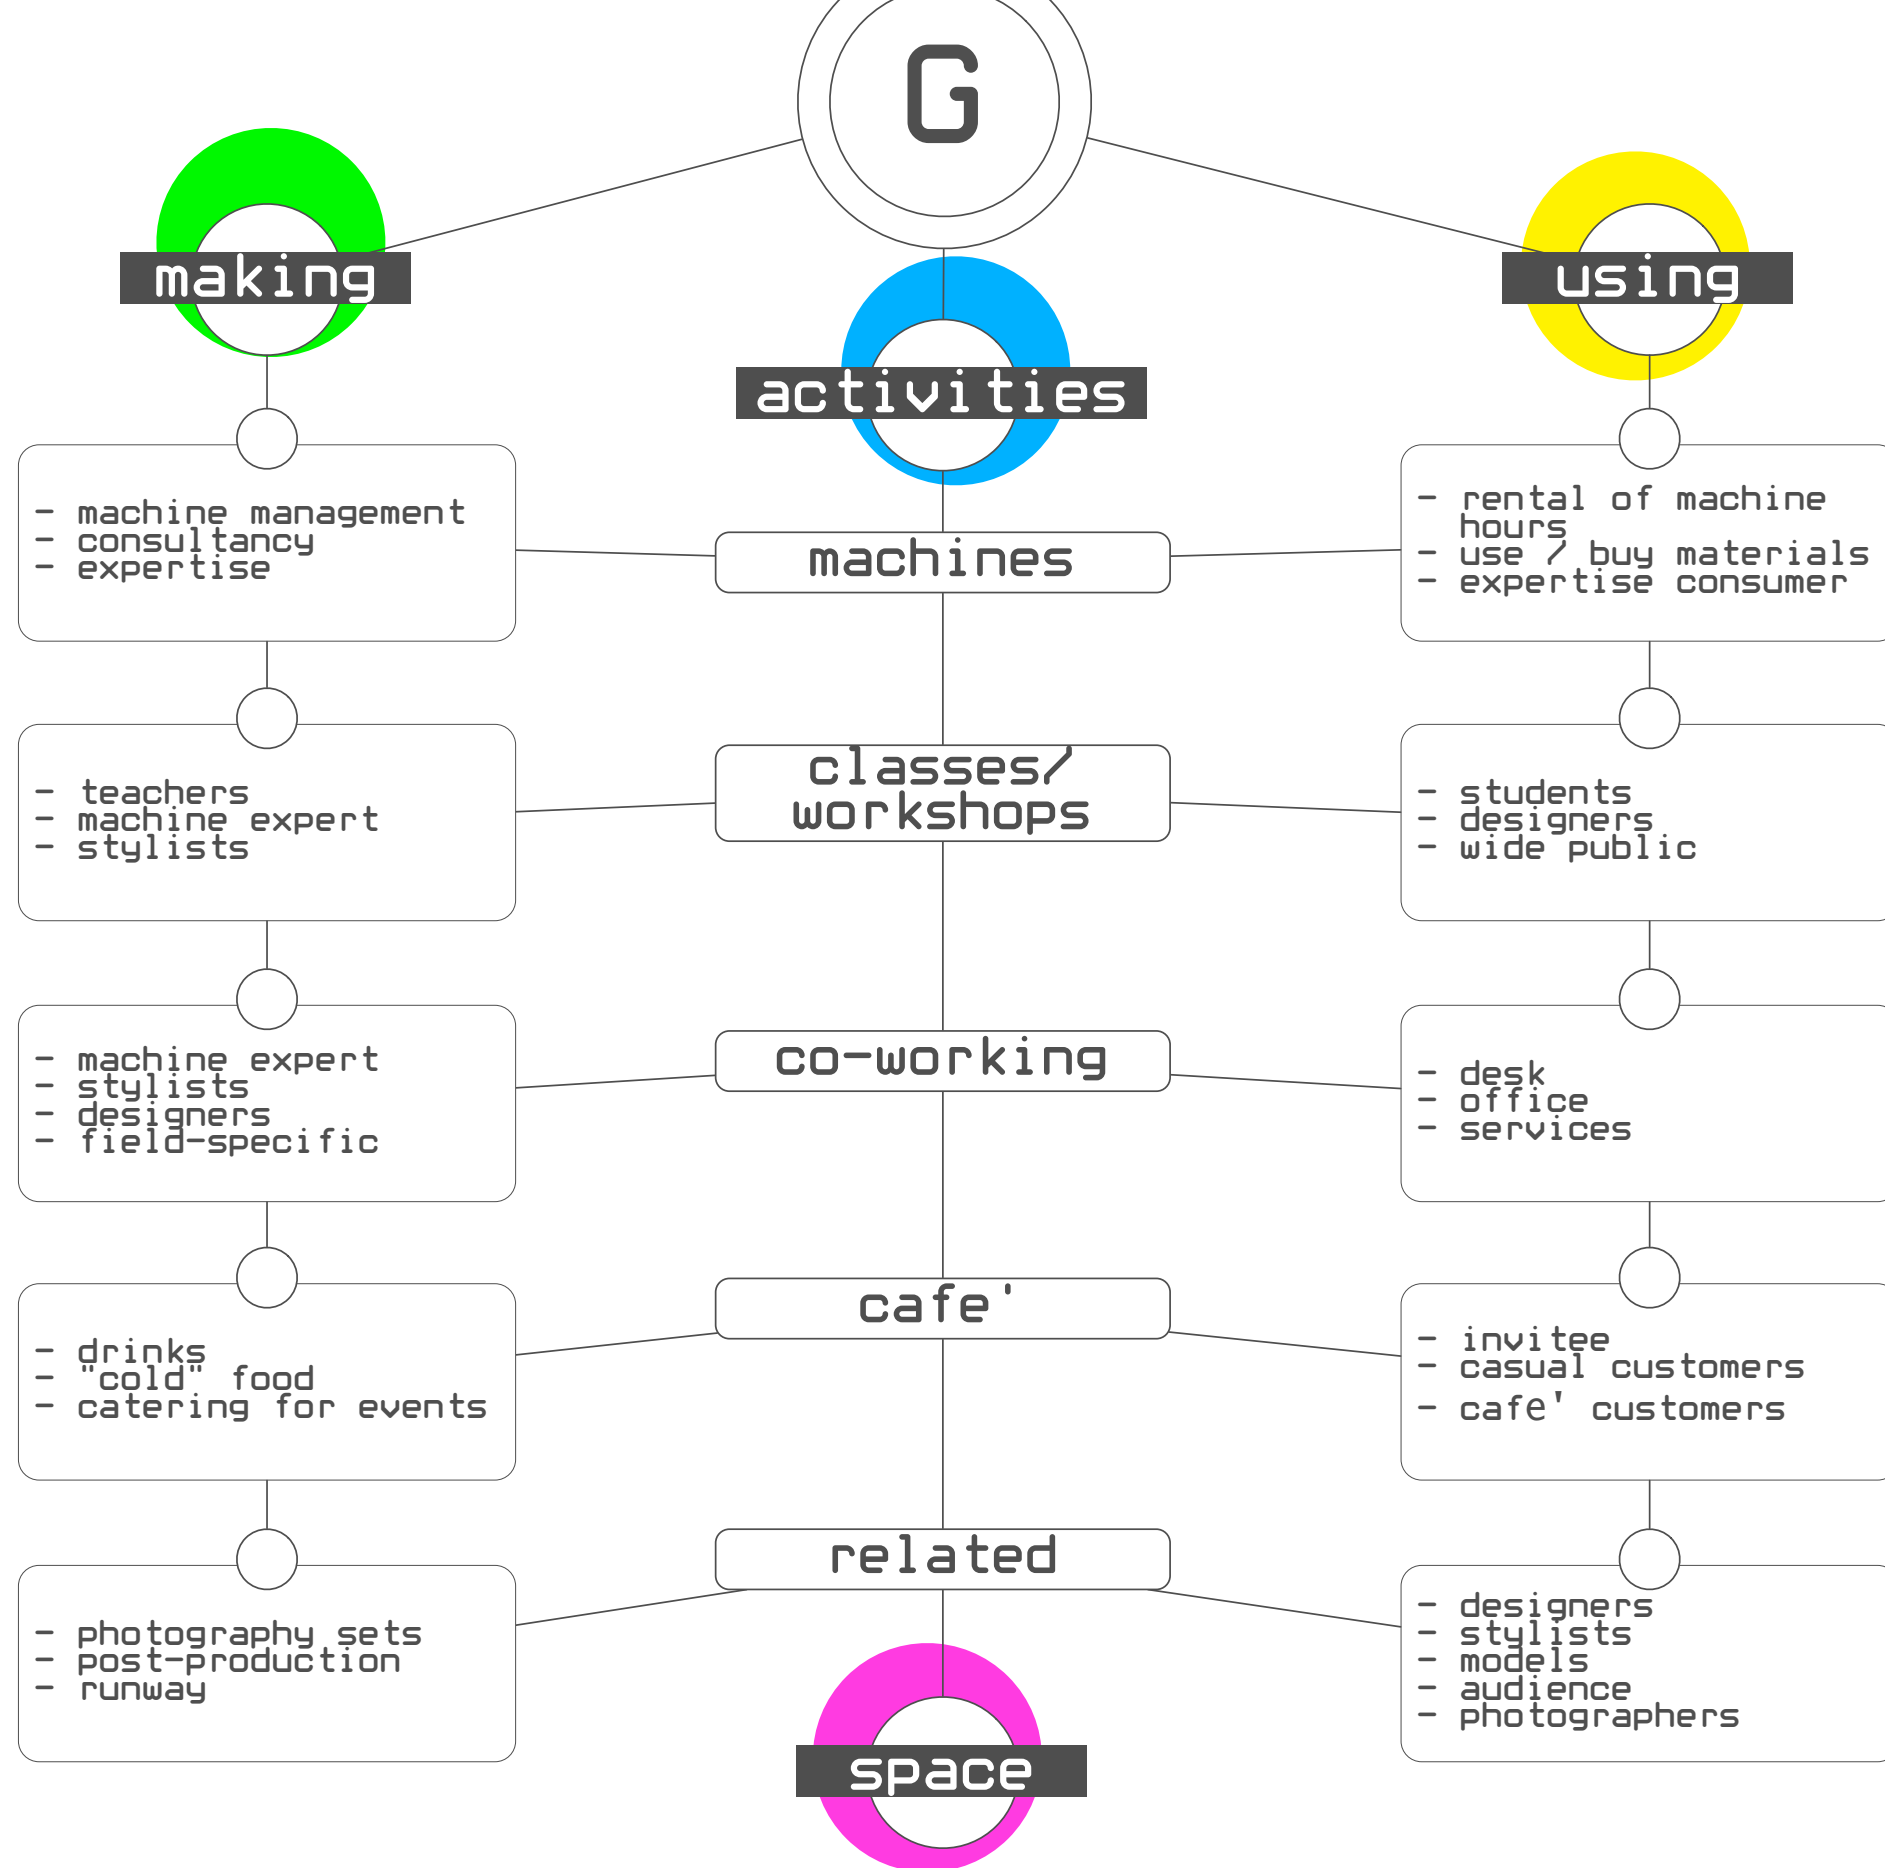 G
making
activities
using
- machine management
- consultancy
- expertise
machines
- rental of machine
hours
- use / buy materials
- expertise consumer
- teachers
- machine expert
- stylists
classes/
workshops
- students
- designers
- wide public
- machine expert
- stylists
- designers
- field-specific
co-working
- desk
- office
- services
- drinks
- "cold" food
- catering for events
cafe'
- invitee
- casual customers
- cafe' customers
- photography sets
- post-production
- runway
related
- designers
- stylists
- models
- audience
- photographers
space